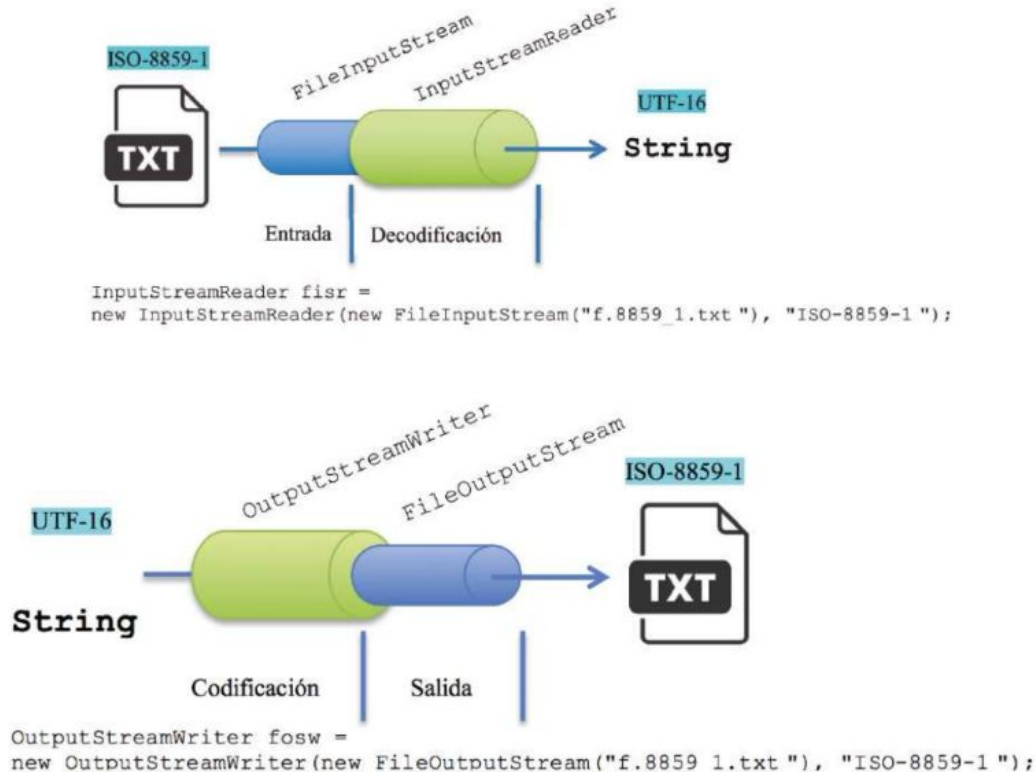 ISO-8859-1
FileInputStream
InputStreamReader
TXT
UTF-16
String
Entrada
Decodificación
InputStreamReader fisr =
new InputStreamReader(new FileInputStream("f.8859_1.txt"), "ISO-8859-1");
OutputStreamWriter
FileOutputStream
ISO-8859-1
UTF-16
TXT
String
Codificación
Salida
OutputStreamWriter fosw =
new OutputStreamWriter(new FileOutputStream("f.8859_1.txt"), "ISO-8859-1");